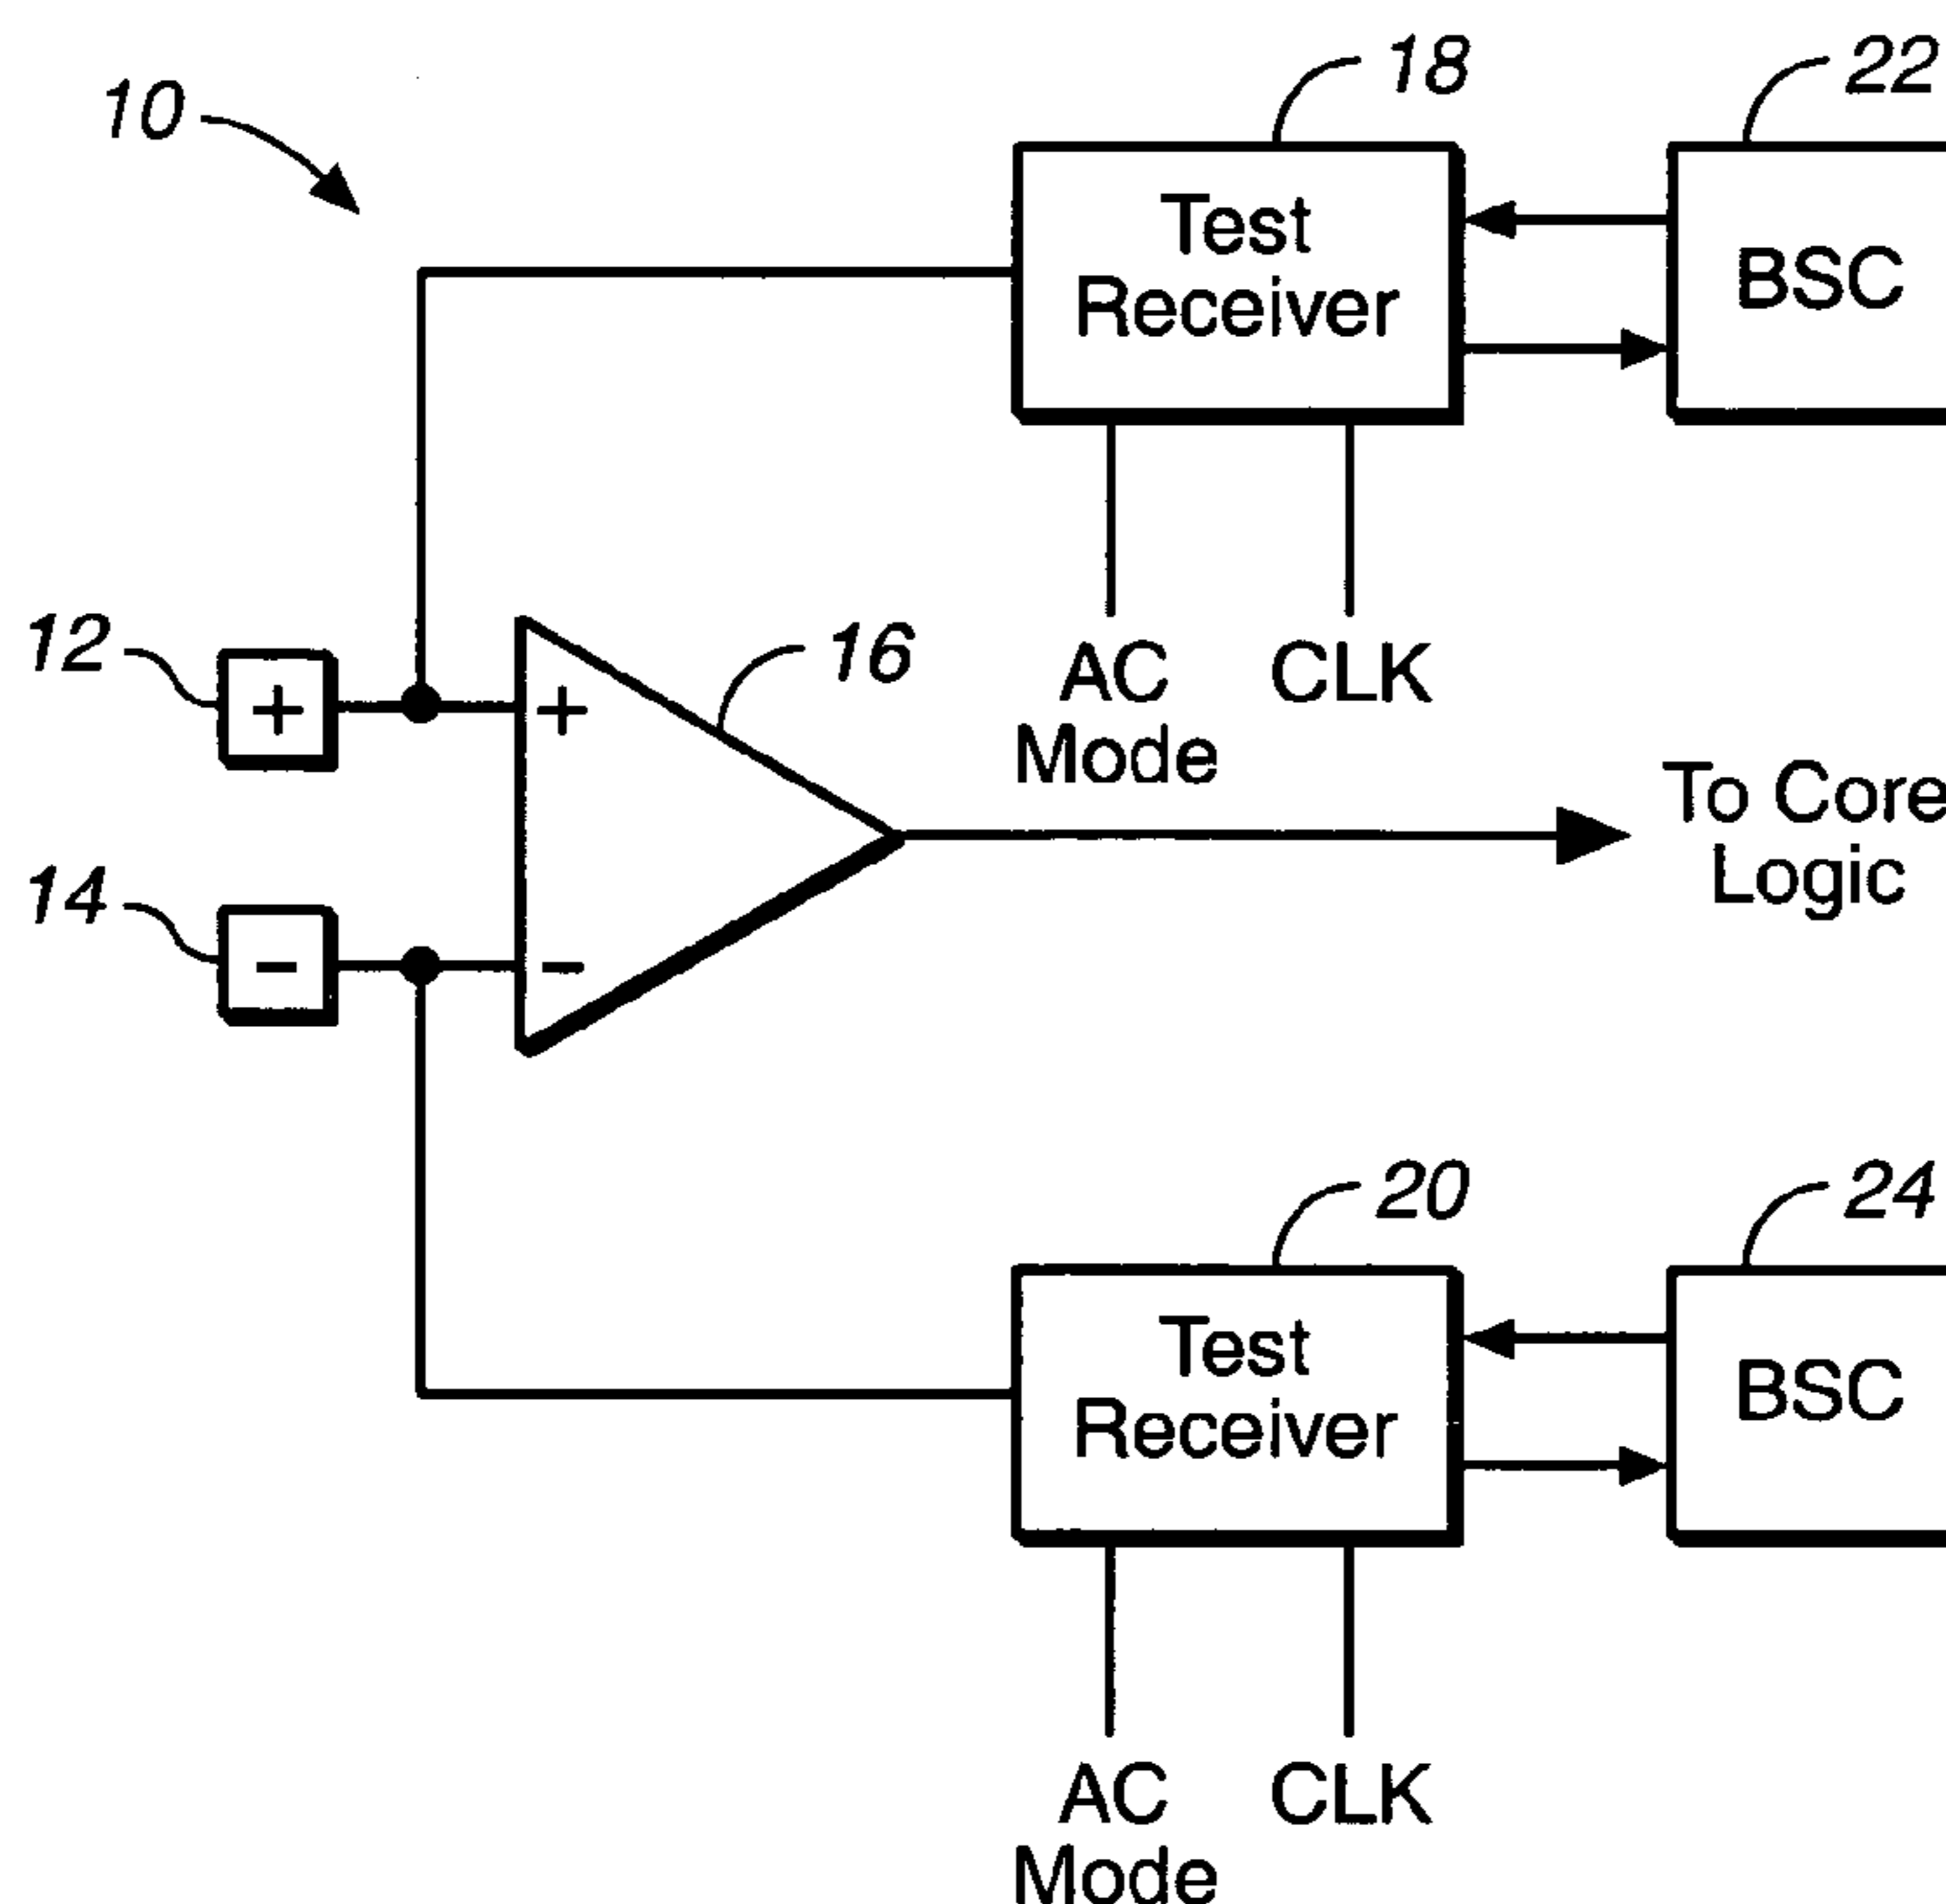 10
18
22
Test
Receiver
BSC
12
+
+
16
AC
Mode
CLK
To Core
Logic
14
−
−
20
24
Test
Receiver
BSC
AC
Mode
CLK